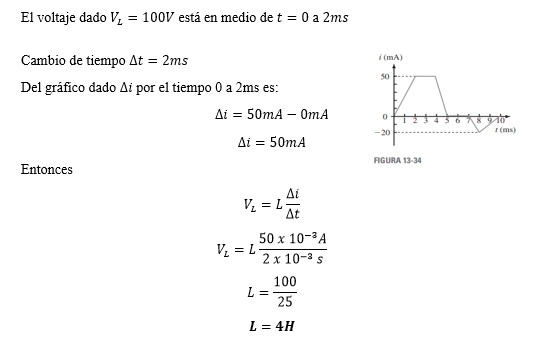 El voltaje dado V_L = 100V está en medio de t = 0 a 2ms
Cambio de tiempo Δt = 2ms
Del gráfico dado Δi por el tiempo 0 a 2ms es:
Δi = 50mA − 0mA
Δi = 50mA
Entonces
V_L = L Δi/Δt
V_L = L 50 x 10⁻³A / 2 x 10⁻³ s
L = 100/25
L = 4H
i (mA)
50
0
−20
1 2 3 4 5 6 7 8 9 10
t (ms)
FIGURA 13-34